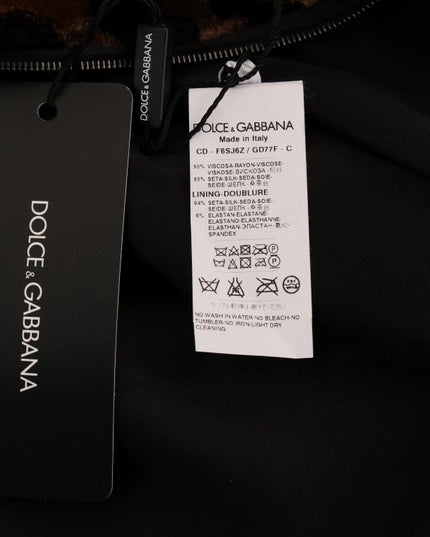 DOLCE & GABBANA
DOLCE & GABBANA
DOLCE & GABBANA
Made in Italy
CD - F6SJ6Z / GD77F - C
50% VISCOSA-RAYON-VISCOSE-
VISKOSE-ВИСКОЗА
50% SETA-SILK-SEDA-SOIE-
SEIDE-ШЕЛК
LINING-DOUBLURE
94% SETA-SILK-SEDA-SOIE-
SEIDE-ШЕЛК
6% ELASTAN-ELASTANE-
ELASTANO-ELASTHANNE-
ELASTHAN-ЭЛАСТАН
SPANDEX
NO WASH IN WATER-NO BLEACH-NO
TUMBLER-NO IRON-LIGHT DRY
CLEANING